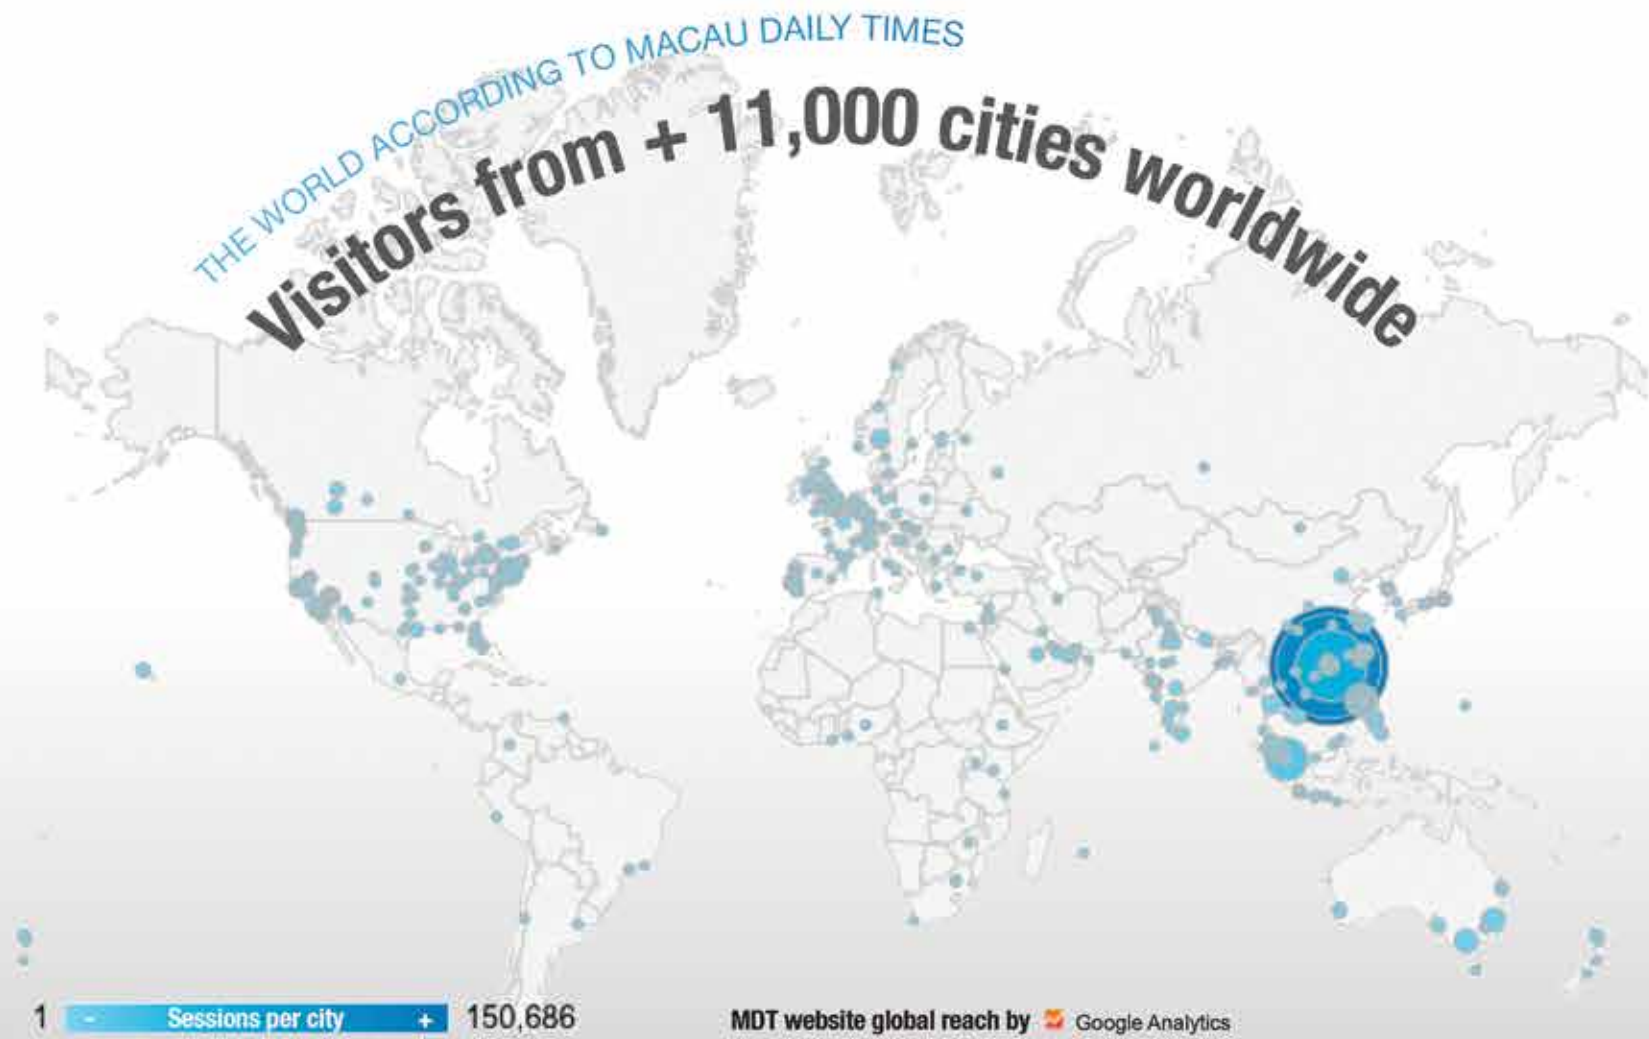 THE WORLD ACCORDING TO MACAU DAILY TIMES
Visitors from + 11,000 cities worldwide
1 - Sessions per city + 150,686
MDT website global reach by Google Analytics